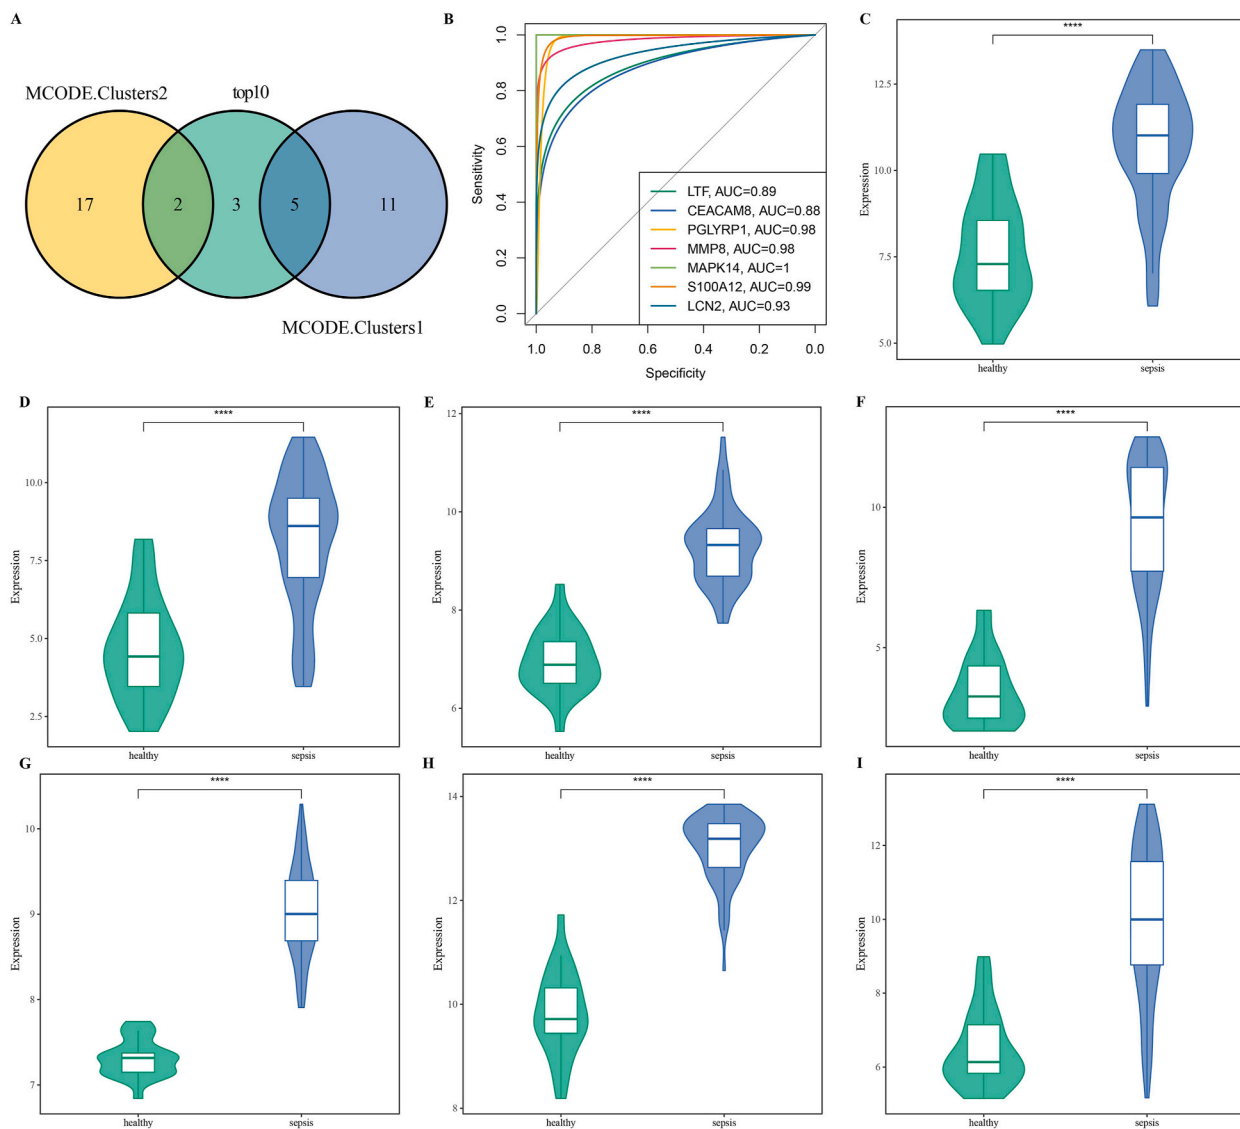 A
MCODE.Clusters2
top10
17
2
3
5
11
MCODE.Clusters1
B
Sensitivity
1.0
0.8
0.6
0.4
0.2
0.0
LTF, AUC=0.89
CEACAM8, AUC=0.88
PGLYRP1, AUC=0.98
MMP8, AUC=0.98
MAPK14, AUC=1
S100A12, AUC=0.99
LCN2, AUC=0.93
1.0 0.8 0.6 0.4 0.2 0.0
Specificity
C
****
Expression
12.5
10.0
7.5
5.0
healthy sepsis
D
****
Expression
10.0
7.5
5.0
2.5
healthy sepsis
E
****
Expression
12
10
8
6
healthy sepsis
F
****
Expression
10
5
healthy sepsis
G
****
Expression
10
9
8
7
healthy sepsis
H
****
Expression
14
12
10
8
healthy sepsis
I
****
Expression
12
10
8
6
healthy sepsis